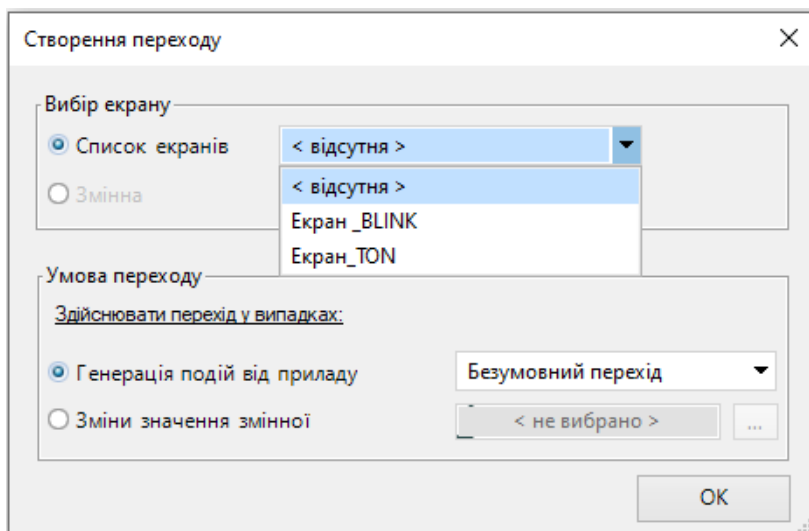 Створення переходу
Вибір екрану
Список екранів
< відсутня >
Змінна
< відсутня >
Екран _BLINK
Екран_TON
Умова переходу
Здійснювати перехід у випадках:
Генерація подій від приладу
Безумовний перехід
Зміни значення змінної
< не вибрано >
...
OK